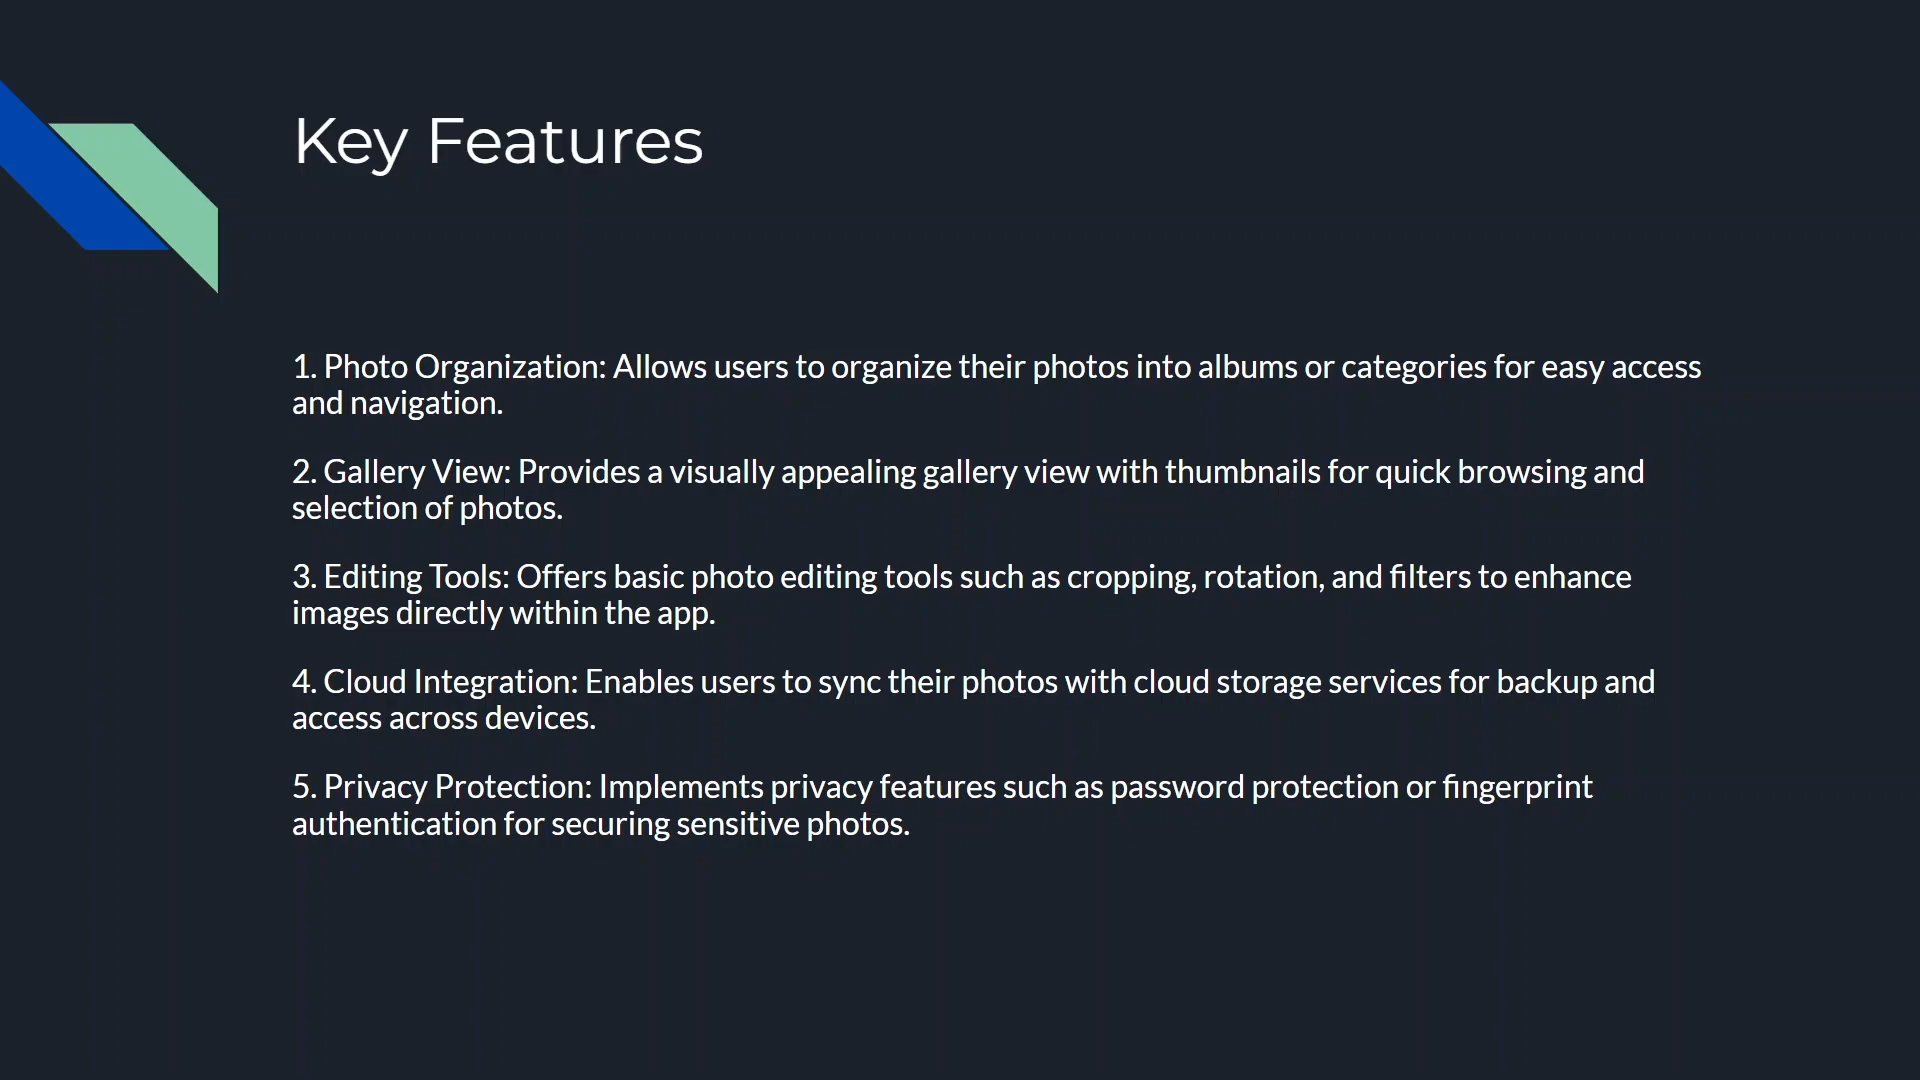 Key Features
1. Photo Organization: Allows users to organize their photos into albums or categories for easy access
and navigation.
2. Gallery View: Provides a visually appealing gallery view with thumbnails for quick browsing and
selection of photos.
3. Editing Tools: Offers basic photo editing tools such as cropping, rotation, and filters to enhance
images directly within the app.
4. Cloud Integration: Enables users to sync their photos with cloud storage services for backup and
access across devices.
5. Privacy Protection: Implements privacy features such as password protection or fingerprint
authentication for securing sensitive photos.